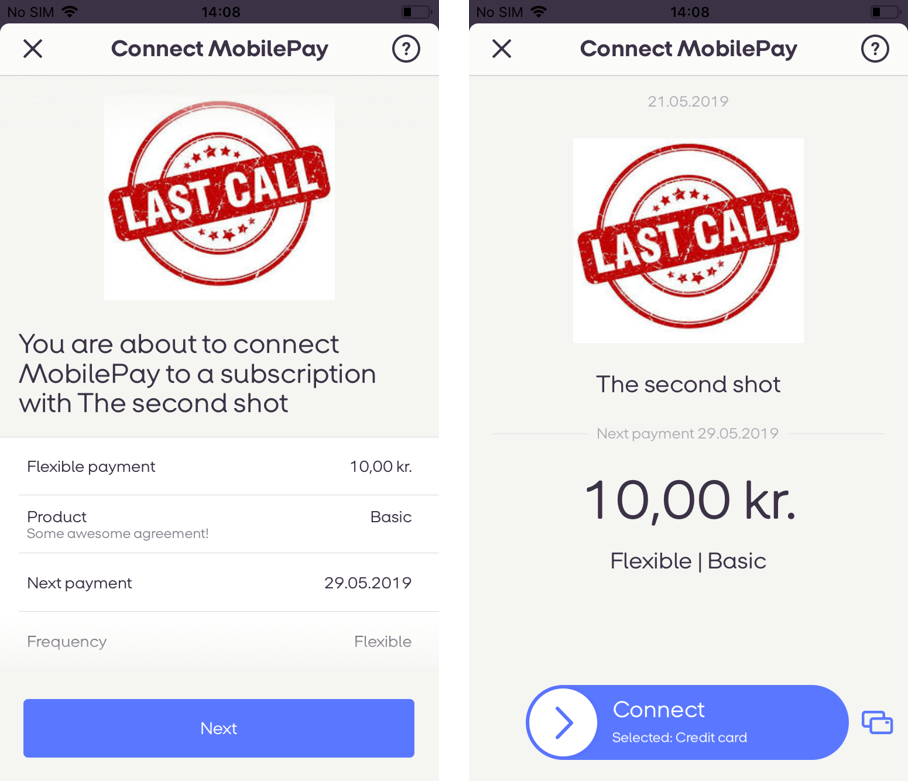 No SIM 14:08
Connect MobilePay ?
LAST CALL
You are about to connect
MobilePay to a subscription
with The second shot
Flexible payment 10,00 kr.
Product Basic
Some awesome agreement!
Next payment 29.05.2019
Frequency Flexible
Next
No SIM 14:08
Connect MobilePay ?
21.05.2019
LAST CALL
The second shot
Next payment 29.05.2019
10,00 kr.
Flexible | Basic
Connect
Selected: Credit card